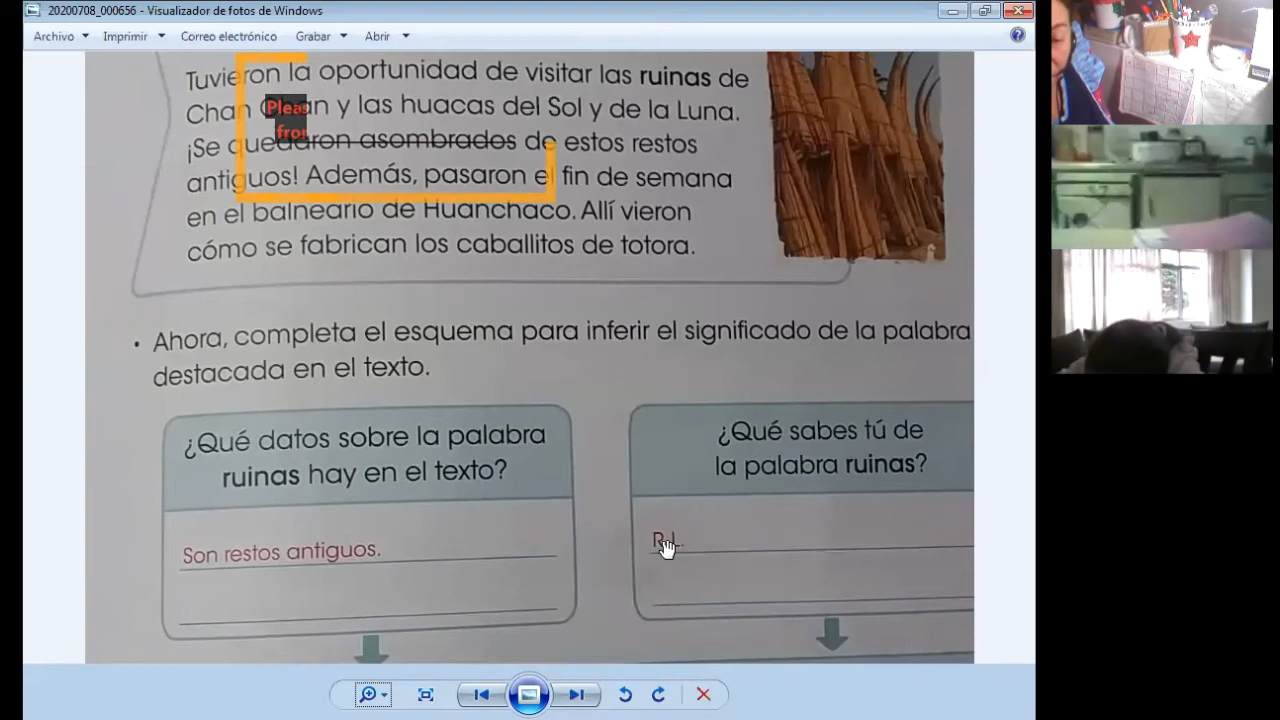 20200708_000656 - Visualizador de fotos de Windows
Archivo Imprimir Correo electrónico Grabar Abrir
Tuvieron la oportunidad de visitar las ruinas de
Chan Chan y las huacas del Sol y de la Luna.
¡Se quedaron asombrados de estos restos
antiguos! Además, pasaron el fin de semana
en el balneario de Huanchaco. Allí vieron
cómo se fabrican los caballitos de totora.
• Ahora, completa el esquema para inferir el significado de la palabra
destacada en el texto.
¿Qué datos sobre la palabra
ruinas hay en el texto?
Son restos antiguos.
¿Qué sabes tú de
la palabra ruinas?